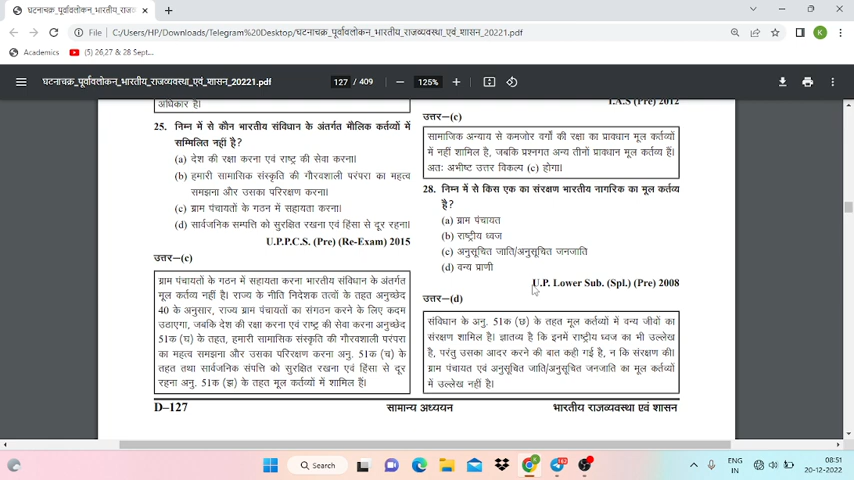 घटनाचक्र_पूर्वावलोकन_भारतीय_राज
File | C:/Users/HP/Downloads/Telegram%20Desktop/घटनाचक्र_पूर्वावलोकन_भारतीय_राजव्यवस्था_एवं_शासन_20221.pdf
Academics (5) 26,27 & 28 Sept...
घटनाचक्र_पूर्वावलोकन_भारतीय_राजव्यवस्था_एवं_शासन_20221.pdf
127 / 409
125%
अधिकार है।
25. निम्न में से कौन भारतीय संविधान के अंतर्गत मौलिक कर्तव्यों में
सम्मिलित नहीं है?
(a) देश की रक्षा करना एवं राष्ट्र की सेवा करना।
(b) हमारी सामासिक संस्कृति की गौरवशाली परंपरा का महत्व
समझना और उसका परिरक्षण करना।
(c) ग्राम पंचायतों के गठन में सहायता करना।
(d) सार्वजनिक सम्पत्ति को सुरक्षित रखना एवं हिंसा से दूर रहना।
U.P.P.C.S. (Pre) (Re-Exam) 2015
उत्तर–(c)
ग्राम पंचायतों के गठन में सहायता करना भारतीय संविधान के अंतर्गत
मूल कर्तव्य नहीं है। राज्य के नीति निदेशक तत्वों के तहत अनुच्छेद
40 के अनुसार, राज्य ग्राम पंचायतों का संगठन करने के लिए कदम
उठाएगा, जबकि देश की रक्षा करना एवं राष्ट्र की सेवा करना अनुच्छेद
51क (घ) के तहत, हमारी सामासिक संस्कृति की गौरवशाली परंपरा
का महत्व समझना और उसका परिरक्षण करना अनु. 51क (च) के
तहत तथा सार्वजनिक संपत्ति को सुरक्षित रखना एवं हिंसा से दूर
रहना अनु. 51क (झ) के तहत मूल कर्तव्यों में शामिल हैं।
I.A.S (Pre) 2012
उत्तर–(c)
सामाजिक अन्याय से कमजोर वर्गों की रक्षा का प्रावधान मूल कर्तव्यों
में नहीं शामिल है, जबकि प्रश्नगत अन्य तीनों प्रावधान मूल कर्तव्य हैं।
अतः अभीष्ट उत्तर विकल्प (c) होगा।
28. निम्न में से किस एक का संरक्षण भारतीय नागरिक का मूल कर्तव्य
है?
(a) ग्राम पंचायत
(b) राष्ट्रीय ध्वज
(c) अनुसूचित जाति/अनुसूचित जनजाति
(d) वन्य प्राणी
U.P. Lower Sub. (Spl.) (Pre) 2008
उत्तर–(d)
संविधान के अनु. 51क (छ) के तहत मूल कर्तव्यों में वन्य जीवों का
संरक्षण शामिल है। ज्ञातव्य है कि इनमें राष्ट्रीय ध्वज का भी उल्लेख
है, परंतु उसका आदर करने की बात कही गई है, न कि संरक्षण की।
ग्राम पंचायत एवं अनुसूचित जाति/अनुसूचित जनजाति का मूल कर्तव्यों
में उल्लेख नहीं है।
D–127
सामान्य अध्ययन
भारतीय राजव्यवस्था एवं शासन
Search
ENG
IN
08:51
20-12-2022